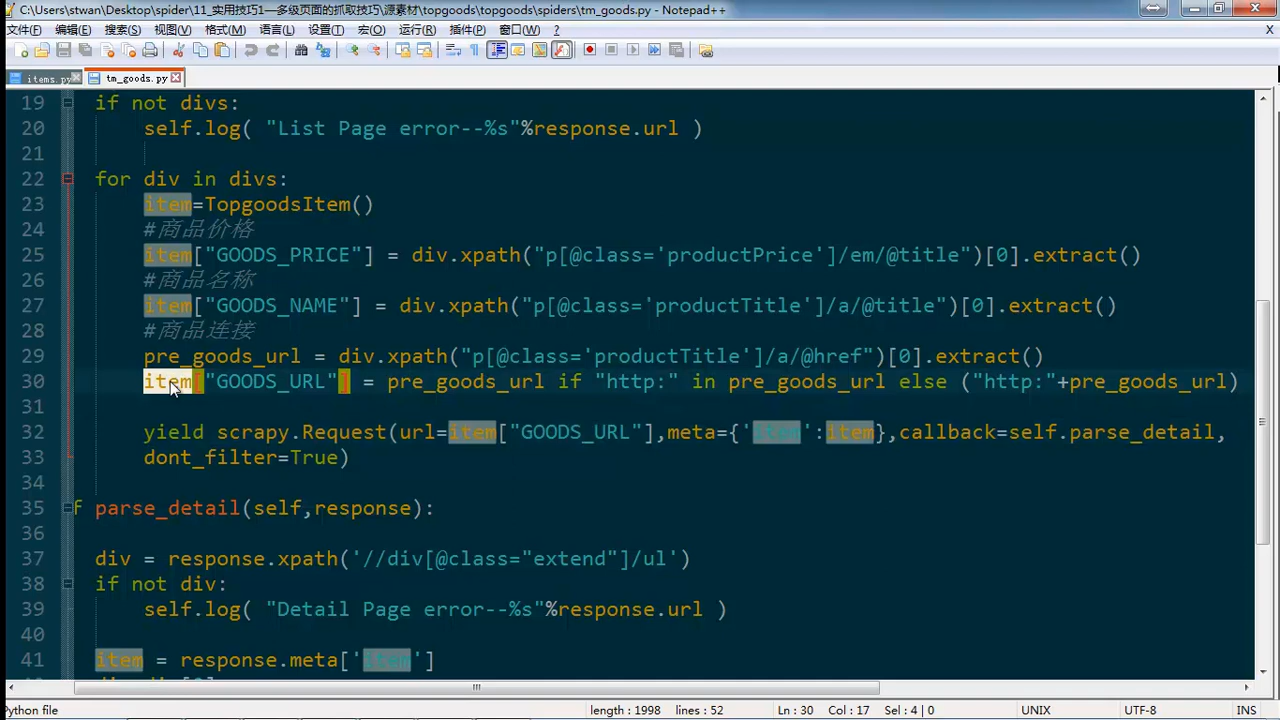 C:\Users\stwan\Desktop\spider\11_实用技巧1—多级页面的抓取技巧\源素材\topgoods\topgoods\spiders\tm_goods.py - Notepad++
文件(F) 编辑(E) 搜索(S) 视图(V) 格式(M) 语言(L) 设置(T) 宏(O) 运行(R) 插件(P) 窗口(W) ? X
items.py tm_goods.py
19 if not divs:
20 self.log( "List Page error--%s"%response.url )
21
22 for div in divs:
23 item=TopgoodsItem()
24 #商品价格
25 item["GOODS_PRICE"] = div.xpath("p[@class='productPrice']/em/@title")[0].extract()
26 #商品名称
27 item["GOODS_NAME"] = div.xpath("p[@class='productTitle']/a/@title")[0].extract()
28 #商品连接
29 pre_goods_url = div.xpath("p[@class='productTitle']/a/@href")[0].extract()
30 item["GOODS_URL"] = pre_goods_url if "http:" in pre_goods_url else ("http:"+pre_goods_url)
31
32 yield scrapy.Request(url=item["GOODS_URL"],meta={'item':item},callback=self.parse_detail,
33 dont_filter=True)
34
35 f parse_detail(self,response):
36
37 div = response.xpath('//div[@class="extend"]/ul')
38 if not div:
39 self.log( "Detail Page error--%s"%response.url )
40
41 item = response.meta['item']
Python file length : 1998 lines : 52 Ln : 30 Col : 17 Sel : 4 | 0 UNIX UTF-8 INS